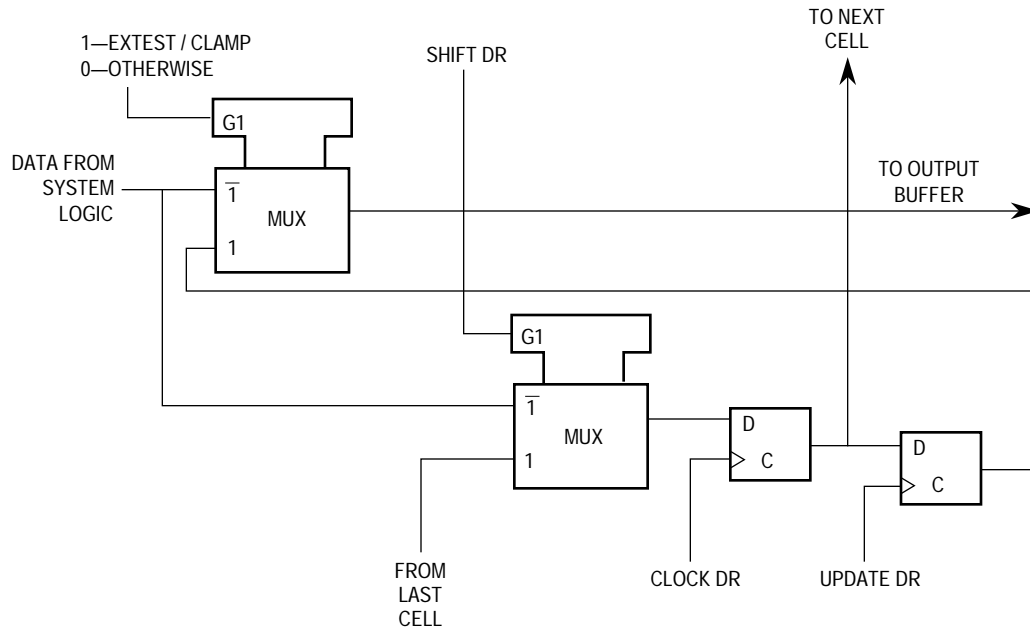 TO NEXT
CELL
1—EXTEST / CLAMP
0—OTHERWISE
SHIFT DR
G1
DATA FROM
SYSTEM
LOGIC
1̅
MUX
1
TO OUTPUT
BUFFER
G1
1̅
MUX
1
D
C
D
C
FROM
LAST
CELL
CLOCK DR
UPDATE DR